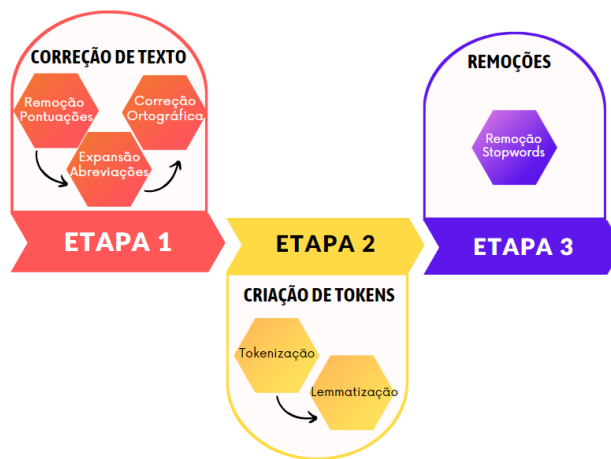 CORREÇÃO DE TEXTO
Remoção
Pontuações
Expansão
Abreviações
Correção
Ortográfica
ETAPA 1
ETAPA 2
CRIAÇÃO DE TOKENS
Tokenização
Lemmatização
REMOÇÕES
Remoção
Stopwords
ETAPA 3